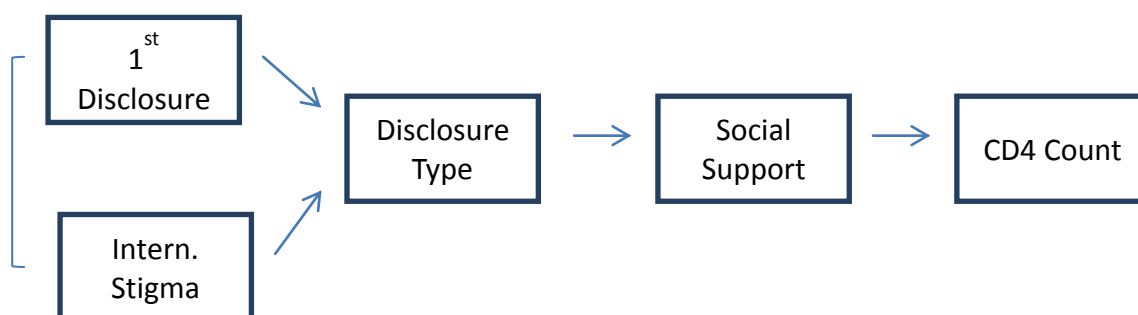 1st
Disclosure
Intern.
Stigma
Disclosure
Type
Social
Support
CD4 Count